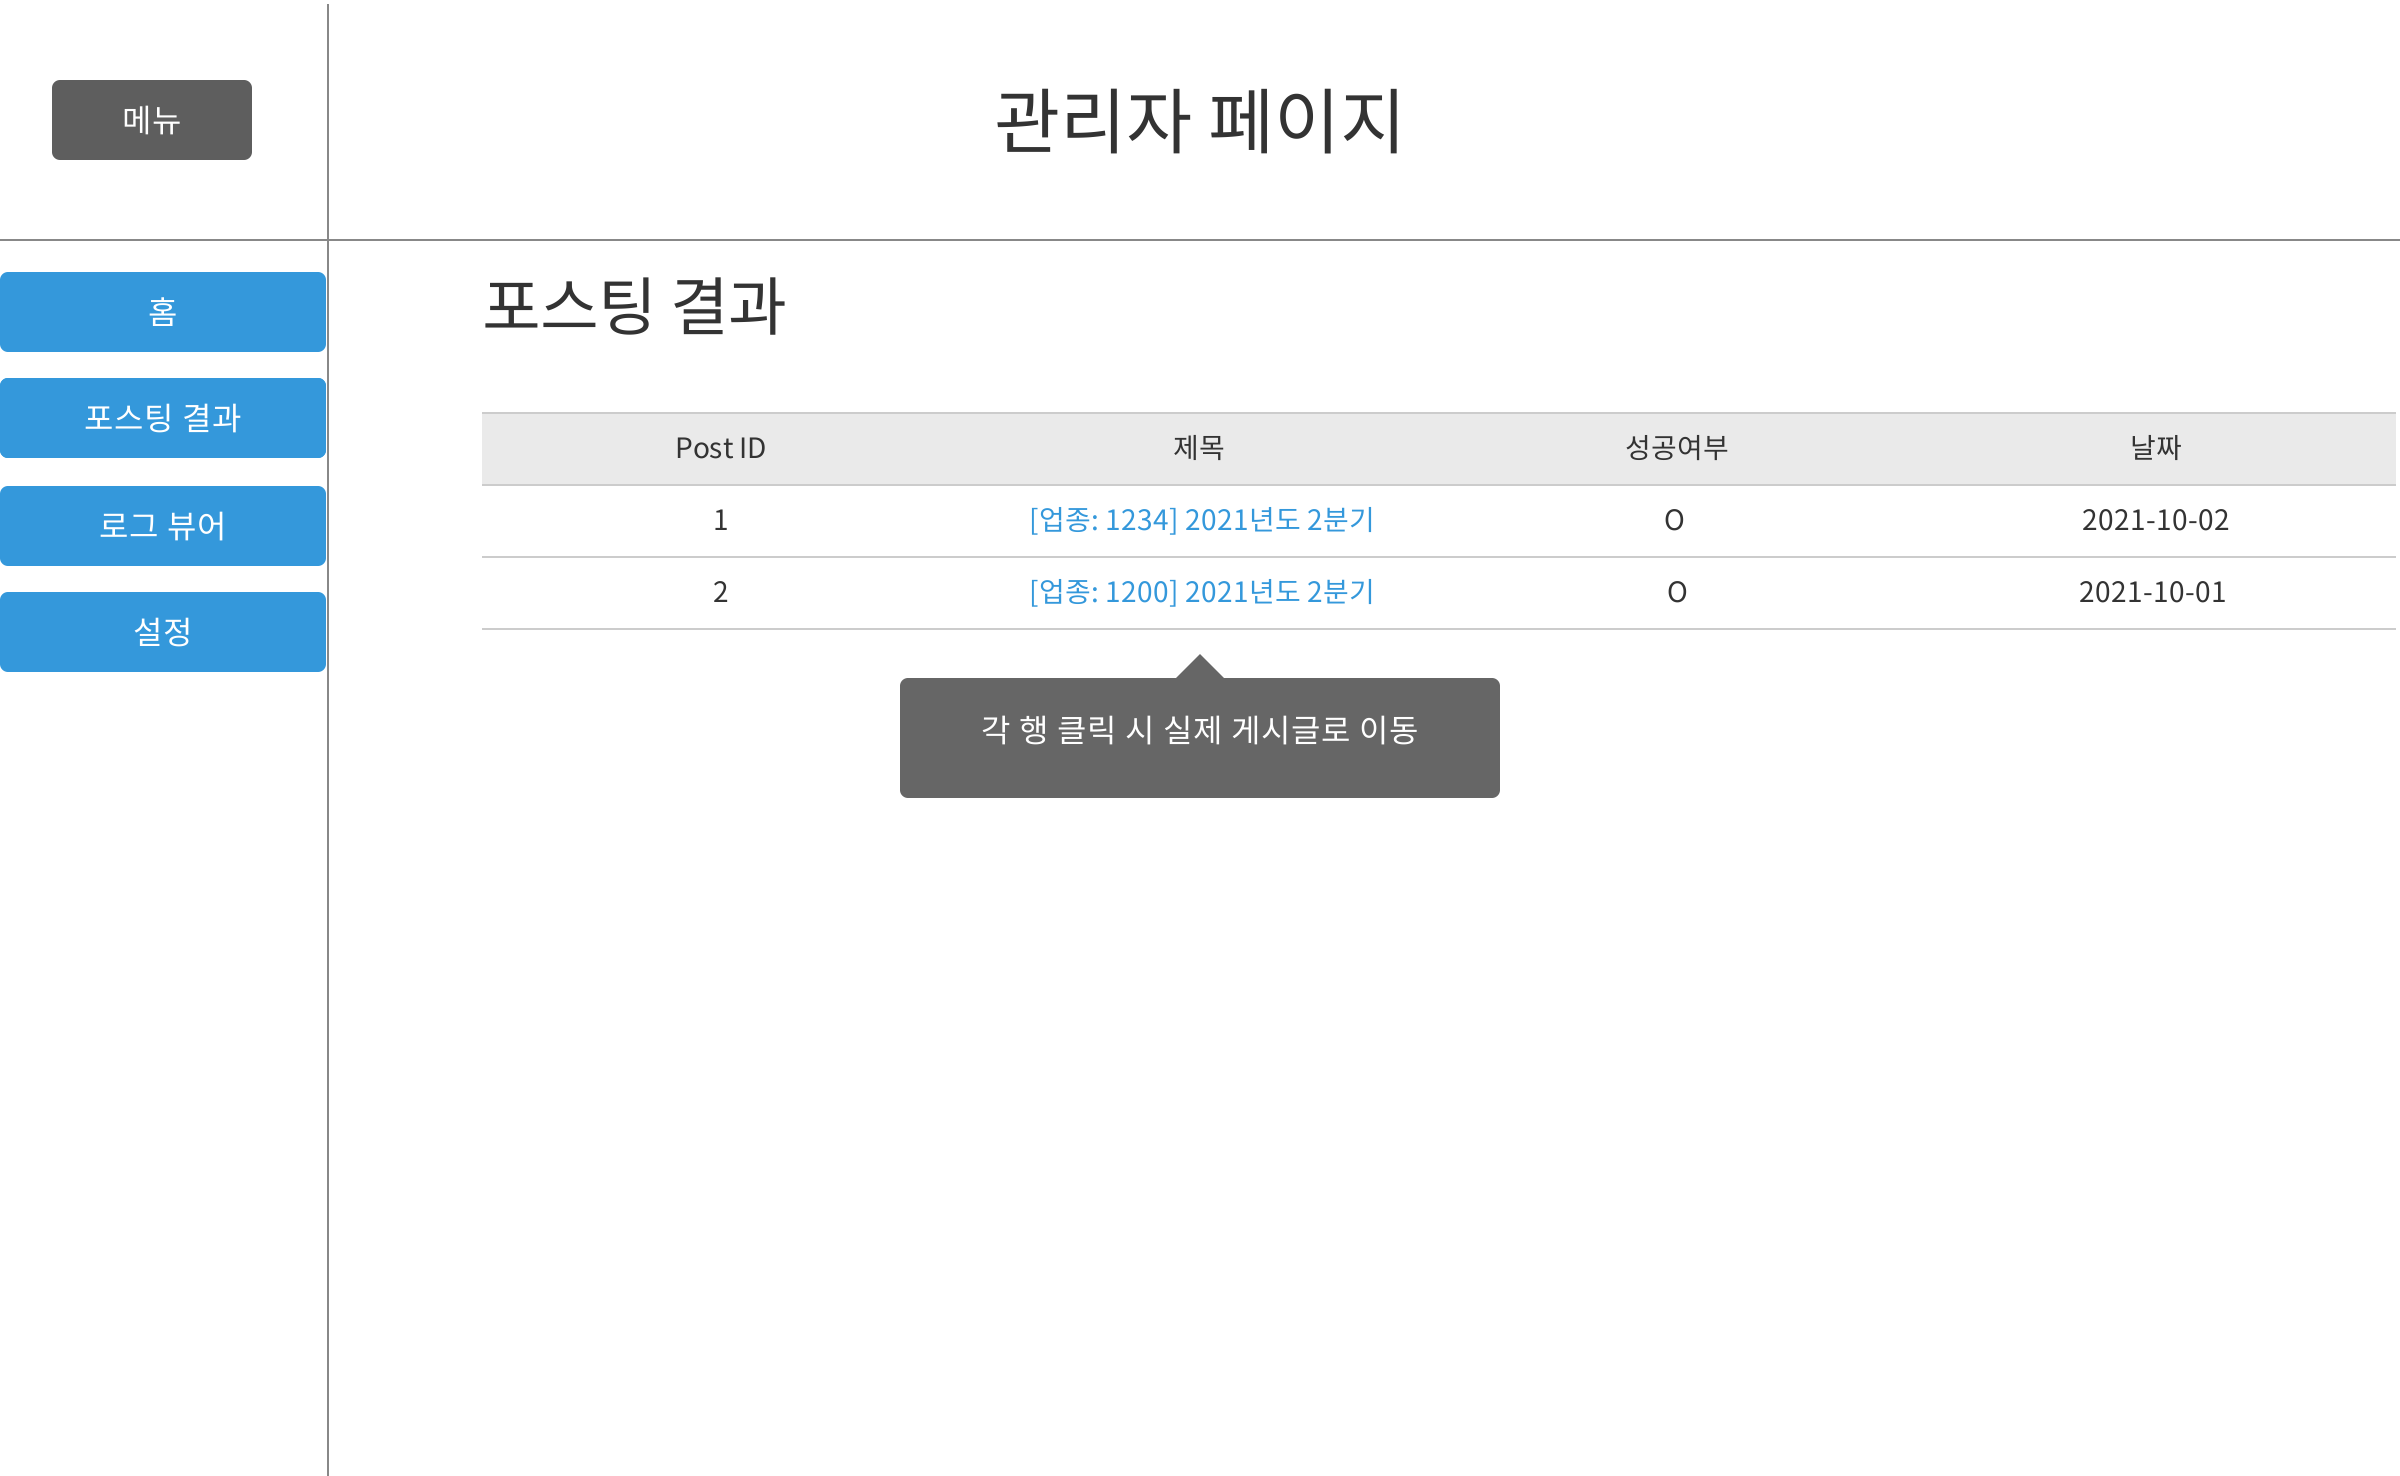 메뉴
관리자 페이지
홈
포스팅 결과
로그 뷰어
설정
포스팅 결과
Post ID 제목 성공여부 날짜
1 [업종: 1234] 2021년도 2분기 O 2021-10-02
2 [업종: 1200] 2021년도 2분기 O 2021-10-01
각 행 클릭 시 실제 게시글로 이동